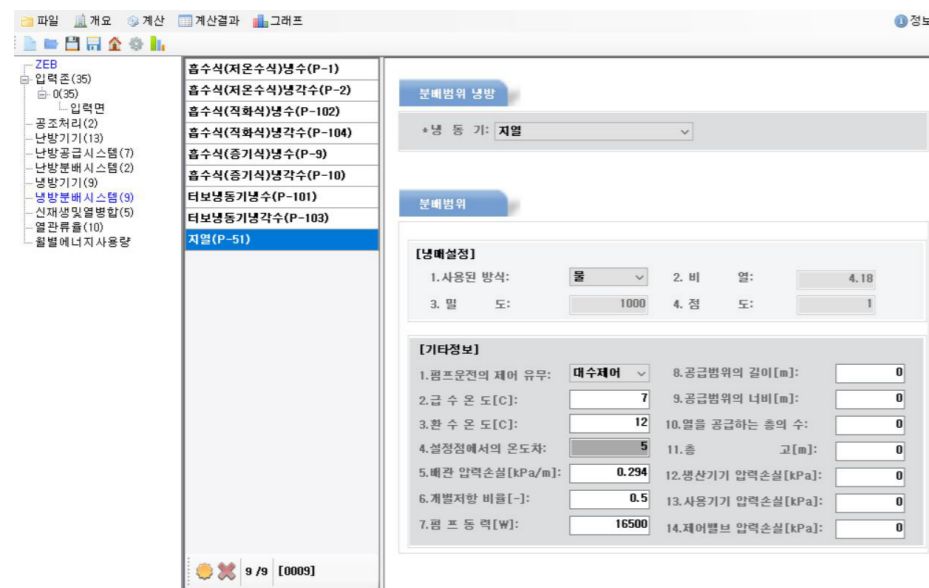 파일 개요 계산 계산결과 그래프 정보
ZEB
입력존(35)
0(35)
입력면
공조처리(2)
난방기기(13)
난방공급시스템(7)
난방분배시스템(2)
냉방기기(9)
냉방분배시스템(9)
신재생및열병합(5)
열관류율(10)
월별에너지사용량
흡수식(저온수식)냉수(P-1)
흡수식(저온수식)냉각수(P-2)
흡수식(직화식)냉수(P-102)
흡수식(직화식)냉각수(P-104)
흡수식(증기식)냉수(P-9)
흡수식(증기식)냉각수(P-10)
터보냉동기냉수(P-101)
터보냉동기냉각수(P-103)
지열(P-51)
9 /9 [0009]
분배범위 냉방
*냉 동 기: 지열
분배범위
[냉매설정]
1.사용된 방식: 물 2. 비 열: 4.18
3. 밀 도: 1000 4. 점 도: 1
[기타정보]
1.펌프운전의 제어 유무: 대수제어 8.공급범위의 길이[m]: 0
2.급 수 온 도[C]: 7 9.공급범위의 너비[m]: 0
3.환 수 온 도[C]: 12 10.열을 공급하는 층의 수: 0
4.설정점에서의 온도차: 5 11.층 고[m]: 0
5.배관 압력손실[kPa/m]: 0.294 12.생산기기 압력손실[kPa]: 0
6.개별저항 비율[-]: 0.5 13.사용기기 압력손실[kPa]: 0
7.펌 프 동 력[W]: 16500 14.제어밸브 압력손실[kPa]: 0